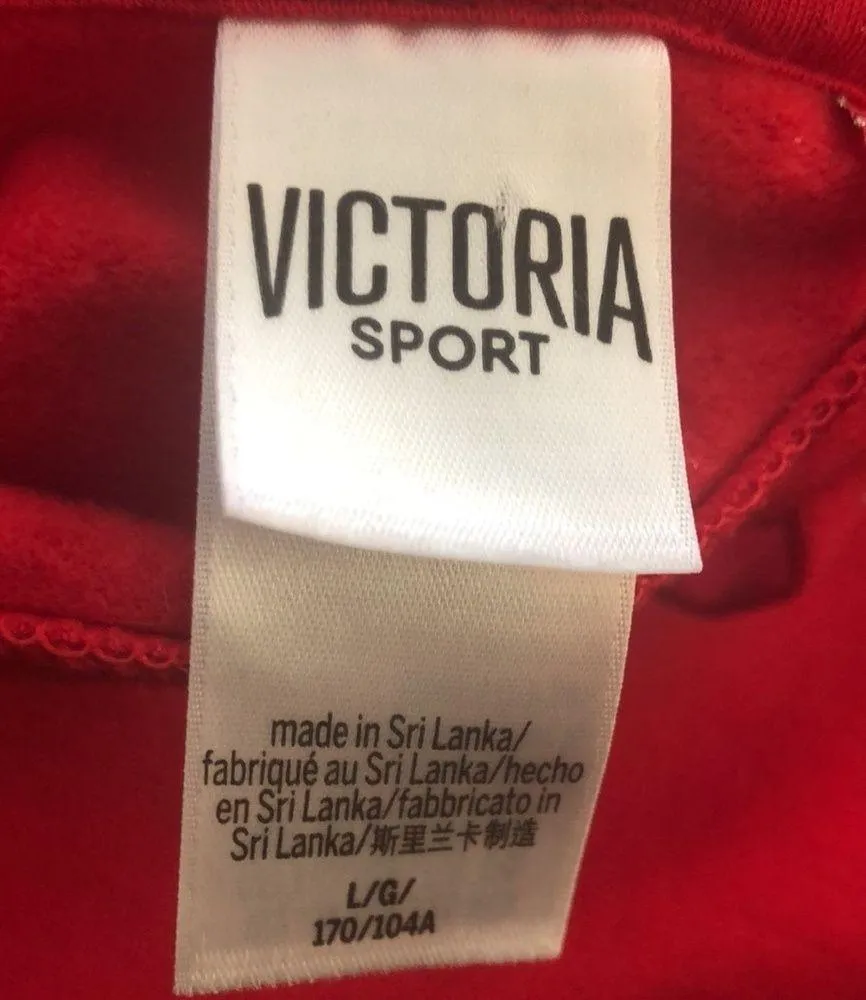 VICTORIA
SPORT
made in Sri Lanka/
fabriqué au Sri Lanka/hecho
en Sri Lanka/fabbricato in
Sri Lanka/斯里兰卡制造
L/G/
170/104A